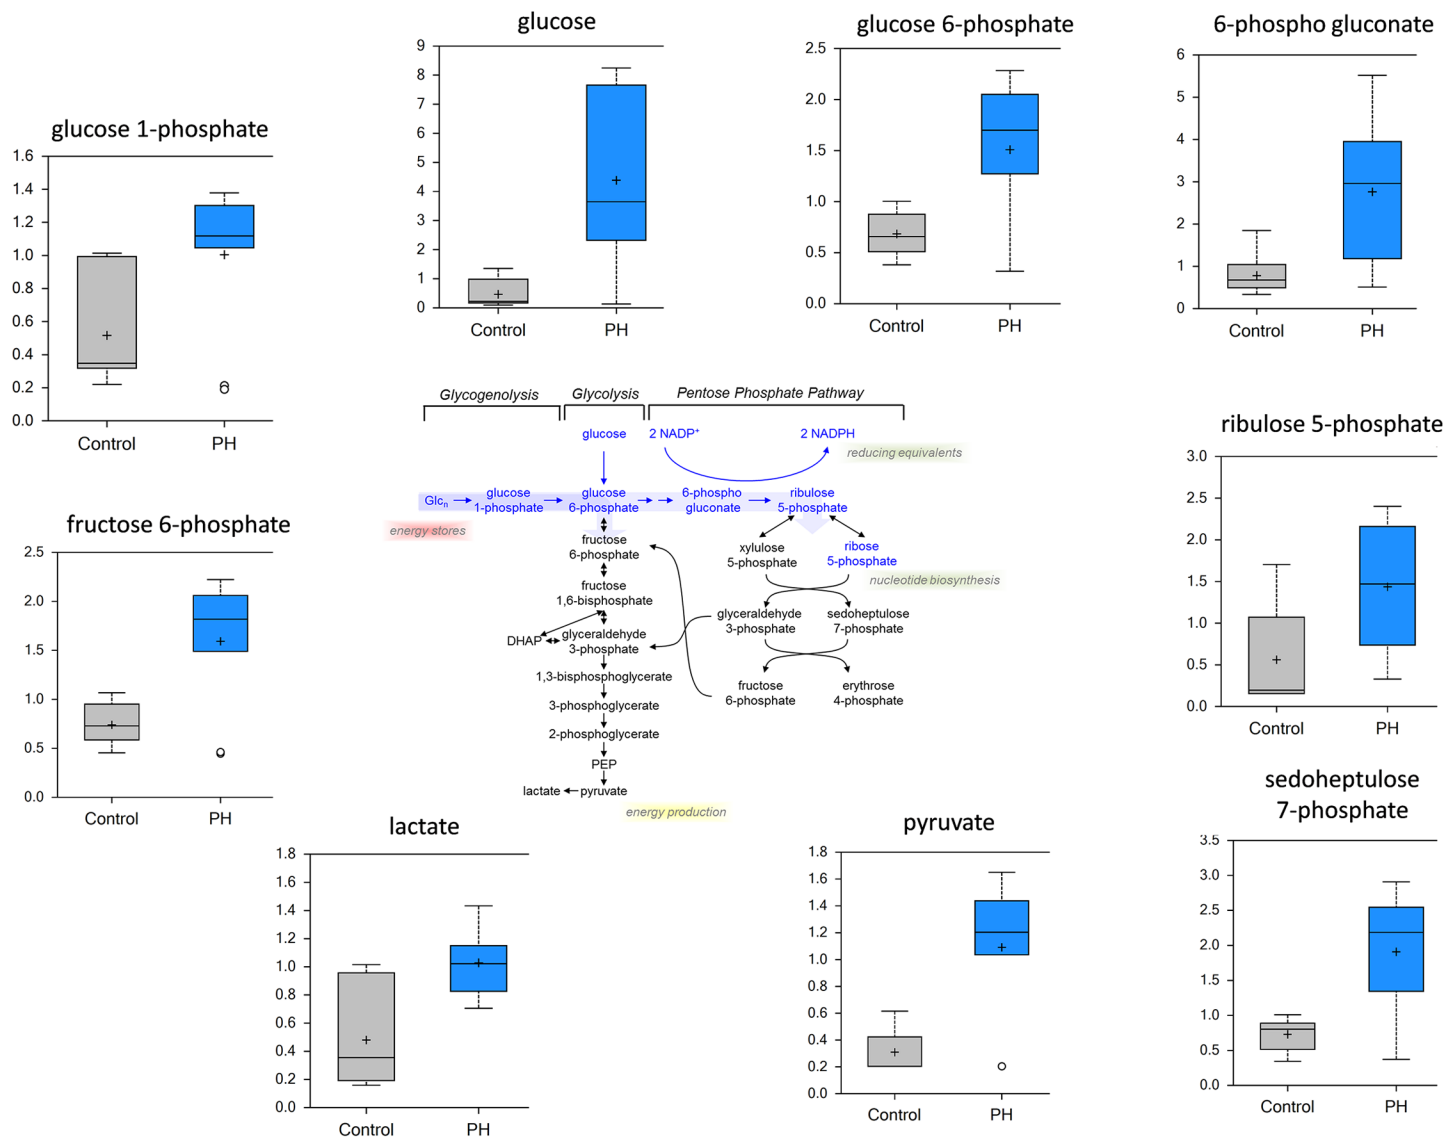 glucose
9
8
7
6
5
4
3
2
1
0
Control PH
glucose 6-phosphate
2.5
2.0
1.5
1.0
0.5
0.0
Control PH
6-phospho gluconate
6
5
4
3
2
1
0
Control PH
glucose 1-phosphate
1.6
1.4
1.2
1.0
0.8
0.6
0.4
0.2
0.0
Control PH
Glycogenolysis Glycolysis Pentose Phosphate Pathway
glucose 2 NADP+ 2 NADPH
reducing equivalents
Glcn glucose
1-phosphate
glucose
6-phosphate
6-phospho
gluconate
ribulose
5-phosphate
energy stores
fructose
6-phosphate
xylulose
5-phosphate
ribose
5-phosphate
nucleotide biosynthesis
fructose
1,6-bisphosphate
DHAP
glyceraldehyde
3-phosphate
glyceraldehyde
3-phosphate
sedoheptulose
7-phosphate
1,3-bisphosphoglycerate
fructose
6-phosphate
erythrose
4-phosphate
3-phosphoglycerate
2-phosphoglycerate
PEP
lactate pyruvate
energy production
ribulose 5-phosphate
3.0
2.5
2.0
1.5
1.0
0.5
0.0
Control PH
fructose 6-phosphate
2.5
2.0
1.5
1.0
0.5
0.0
Control PH
lactate
1.8
1.6
1.4
1.2
1.0
0.8
0.6
0.4
0.2
0.0
Control PH
pyruvate
1.8
1.6
1.4
1.2
1.0
0.8
0.6
0.4
0.2
0.0
Control PH
sedoheptulose
7-phosphate
3.5
3.0
2.5
2.0
1.5
1.0
0.5
0.0
Control PH